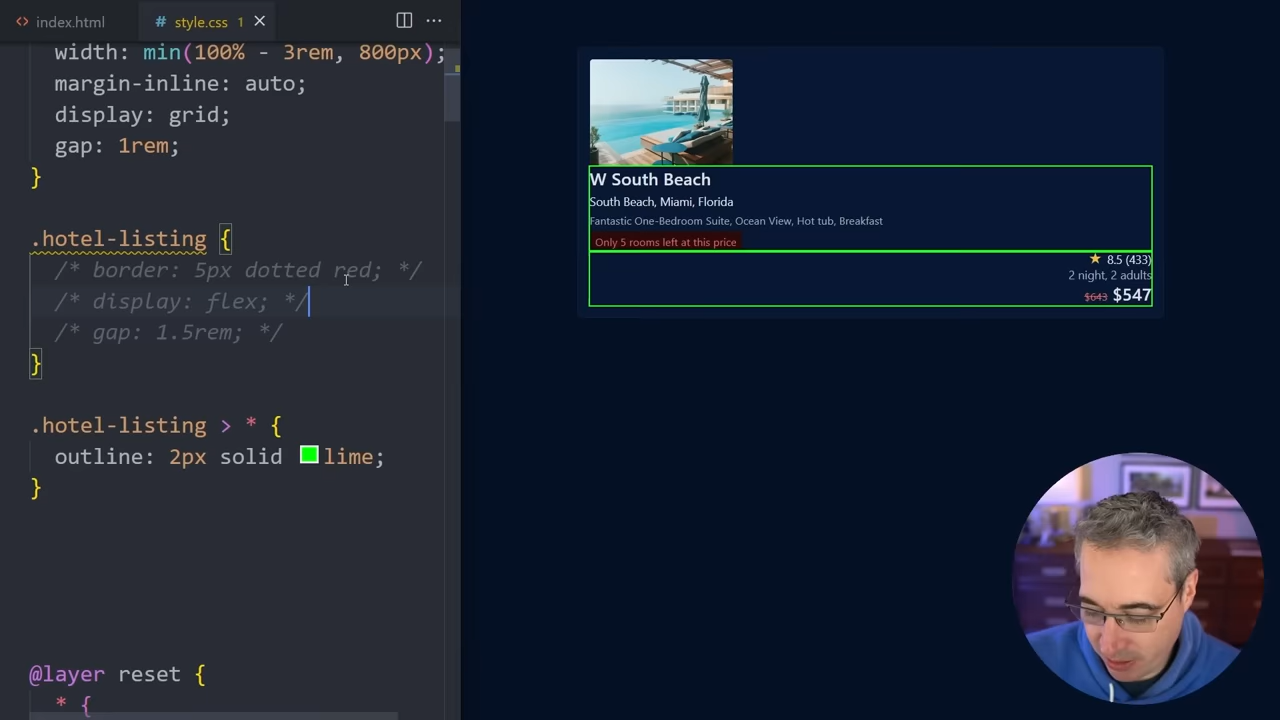 index.html
style.css 1
width: min(100% - 3rem, 800px);
margin-inline: auto;
display: grid;
gap: 1rem;
}
.hotel-listing {
/* border: 5px dotted red; */
/* display: flex; */
/* gap: 1.5rem; */
}
.hotel-listing > * {
outline: 2px solid lime;
}
@layer reset {
* {
W South Beach
South Beach, Miami, Florida
Fantastic One-Bedroom Suite, Ocean View, Hot tub, Breakfast
Only 5 rooms left at this price
8.5 (433)
2 night, 2 adults
$643 $547